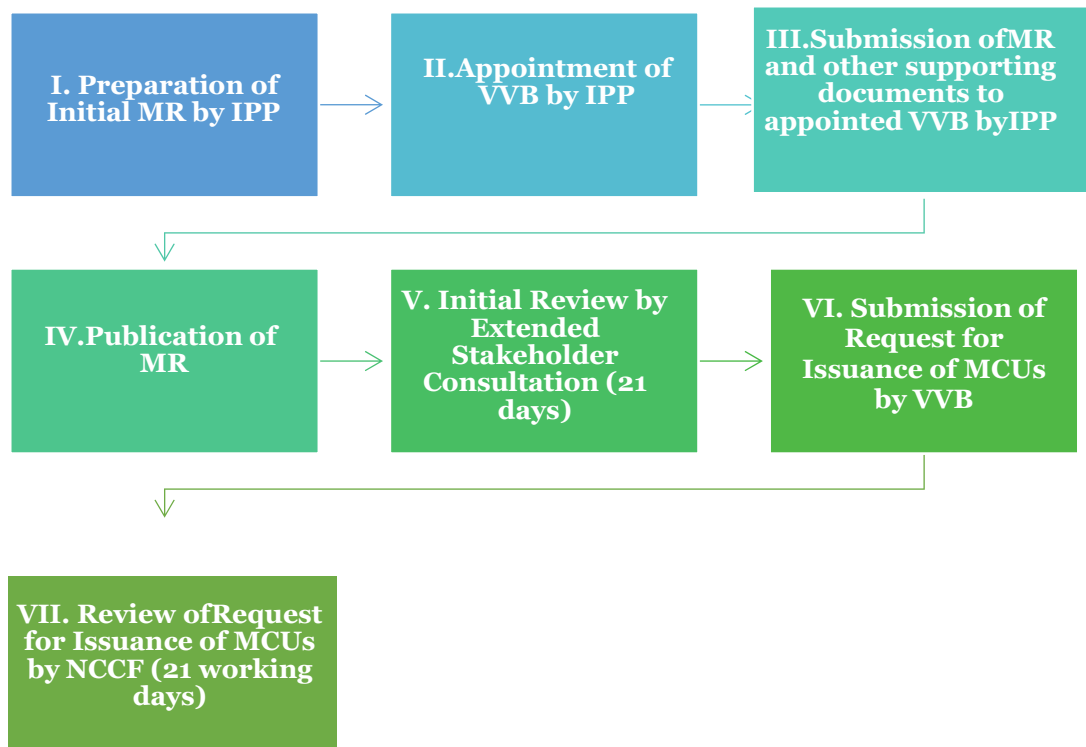 I. Preparation of
Initial MR by IPP
II.Appointment of
VVB by IPP
III.Submission ofMR
and other supporting
documents to
appointed VVB byIPP
IV.Publication of
MR
V. Initial Review by
Extended
Stakeholder
Consultation (21
days)
VI. Submission of
Request for
Issuance of MCUs
by VVB
VII. Review ofRequest
for Issuance of MCUs
by NCCF (21 working
days)